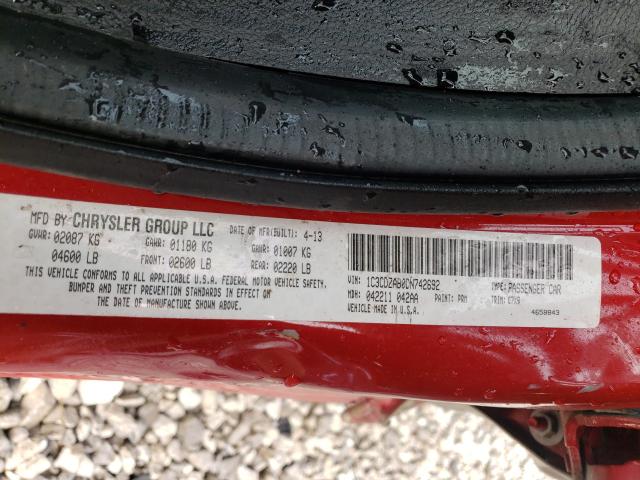 MFD BY CHRYSLER GROUP LLC DATE OF MFR(BUILT): 4-13
GVWR: 02087 KG GAWR: 01180 KG GAWR: 01007 KG
04600 LB FRONT: 02600 LB REAR: 02220 LB
THIS VEHICLE CONFORMS TO ALL APPLICABLE U.S.A. FEDERAL MOTOR VEHICLE SAFETY,
BUMPER AND THEFT PREVENTION STANDARDS IN EFFECT ON
THE DATE OF MANUFACTURE SHOWN ABOVE.
VIN: 1C3CDZAB0DN742692 TYPE: PASSENGER CAR
MDH: 042211 042AA PAINT: PRM TRIM: E7X9
VEHICLE MADE IN U.S.A. 4659943